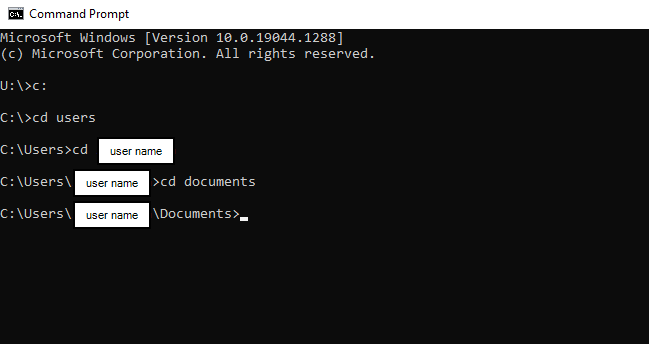 Command Prompt
Microsoft Windows [Version 10.0.19044.1288]
(c) Microsoft Corporation. All rights reserved.
U:\>c:
C:\>cd users
C:\Users>cd user name
C:\Users\ user name >cd documents
C:\Users\ user name \Documents>